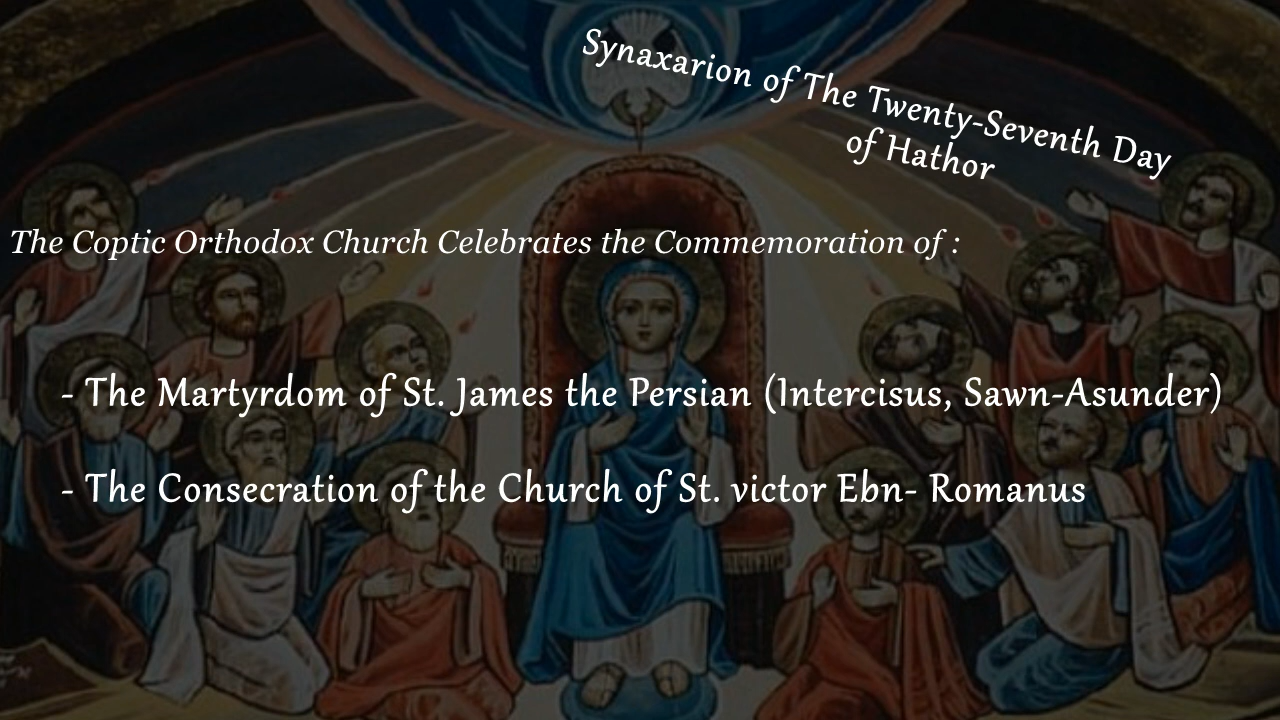 Synaxarion of The Twenty-Seventh Day
of Hathor
The Coptic Orthodox Church Celebrates the Commemoration of :
- The Martyrdom of St. James the Persian (Intercisus, Sawn-Asunder)
- The Consecration of the Church of St. victor Ebn- Romanus